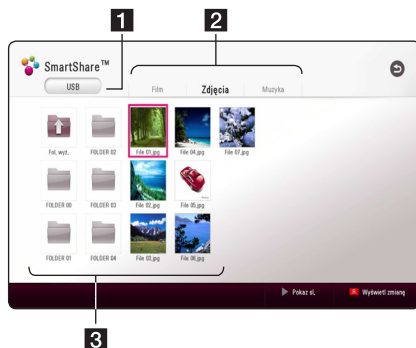 1 2
SmartShare™
USB Film Zdjęcia Muzyka
Fol. wyż. FOLDER 02 File 01.jpg File 04.jpg File 07.jpg
FOLDER 00 FOLDER 03 File 02.jpg File 05.jpg
FOLDER 01 FOLDER 04 File 03.jpg File 06.jpg
Pokaz sl. Wyświetl zmianę
3